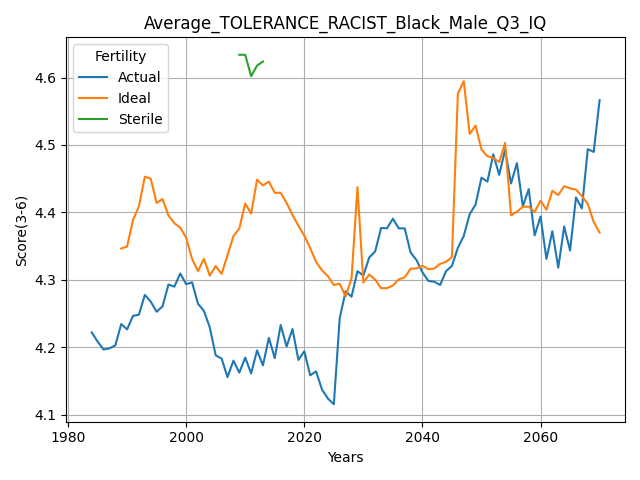 Average_TOLERANCE_RACIST_Black_Male_Q3_IQ
Fertility
Actual
Ideal
Sterile
Score(3-6)
4.6
4.5
4.4
4.3
4.2
4.1
1980 2000 2020 2040 2060
Years